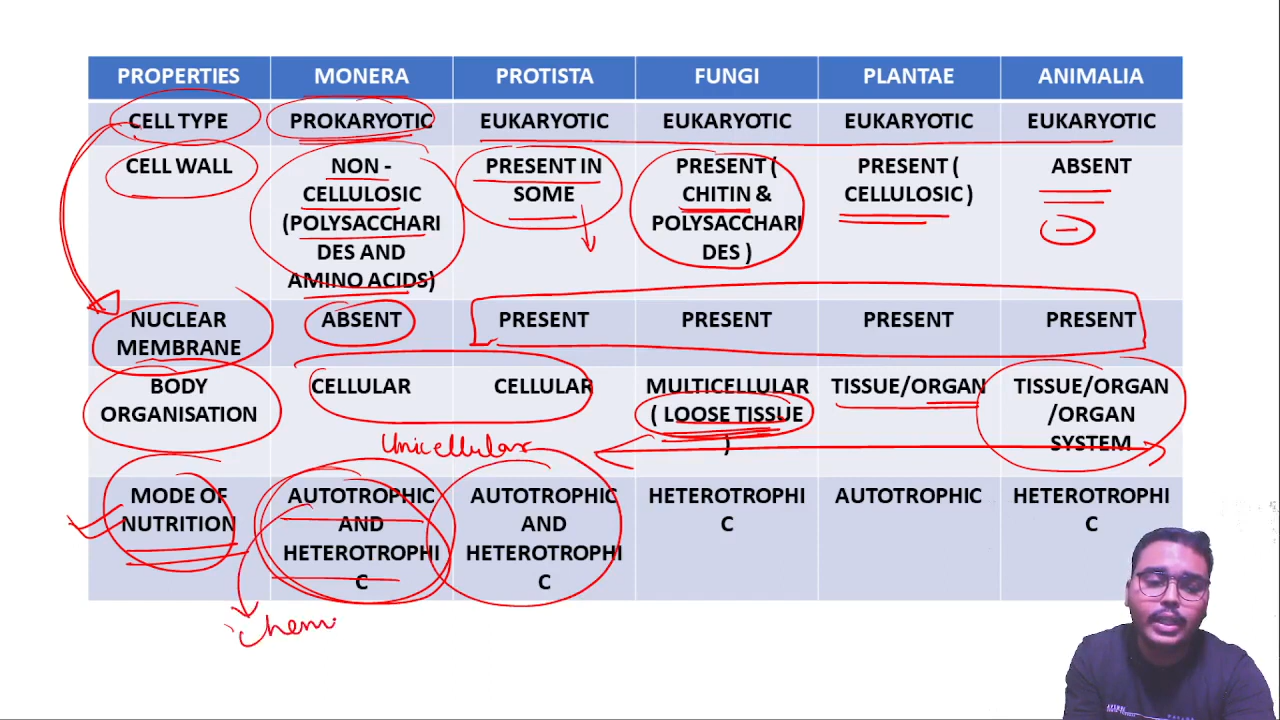 PROPERTIES MONERA PROTISTA FUNGI PLANTAE ANIMALIA
CELL TYPE PROKARYOTIC EUKARYOTIC EUKARYOTIC EUKARYOTIC EUKARYOTIC
CELL WALL
NON -
CELLULOSIC
(POLYSACCHARI
DES AND
AMINO ACIDS)
PRESENT IN
SOME
PRESENT (
CHITIN &
POLYSACCHARI
DES )
PRESENT (
CELLULOSIC )
ABSENT
NUCLEAR
MEMBRANE
ABSENT PRESENT PRESENT PRESENT PRESENT
BODY
ORGANISATION
CELLULAR CELLULAR
MULTICELLULAR
( LOOSE TISSUE
)
TISSUE/ORGAN
TISSUE/ORGAN
/ORGAN
SYSTEM
Unicellular
MODE OF
NUTRITION
AUTOTROPHIC
AND
HETEROTROPHI
C
AUTOTROPHIC
AND
HETEROTROPHI
C
HETEROTROPHI
C
AUTOTROPHIC
HETEROTROPHI
C
Chem